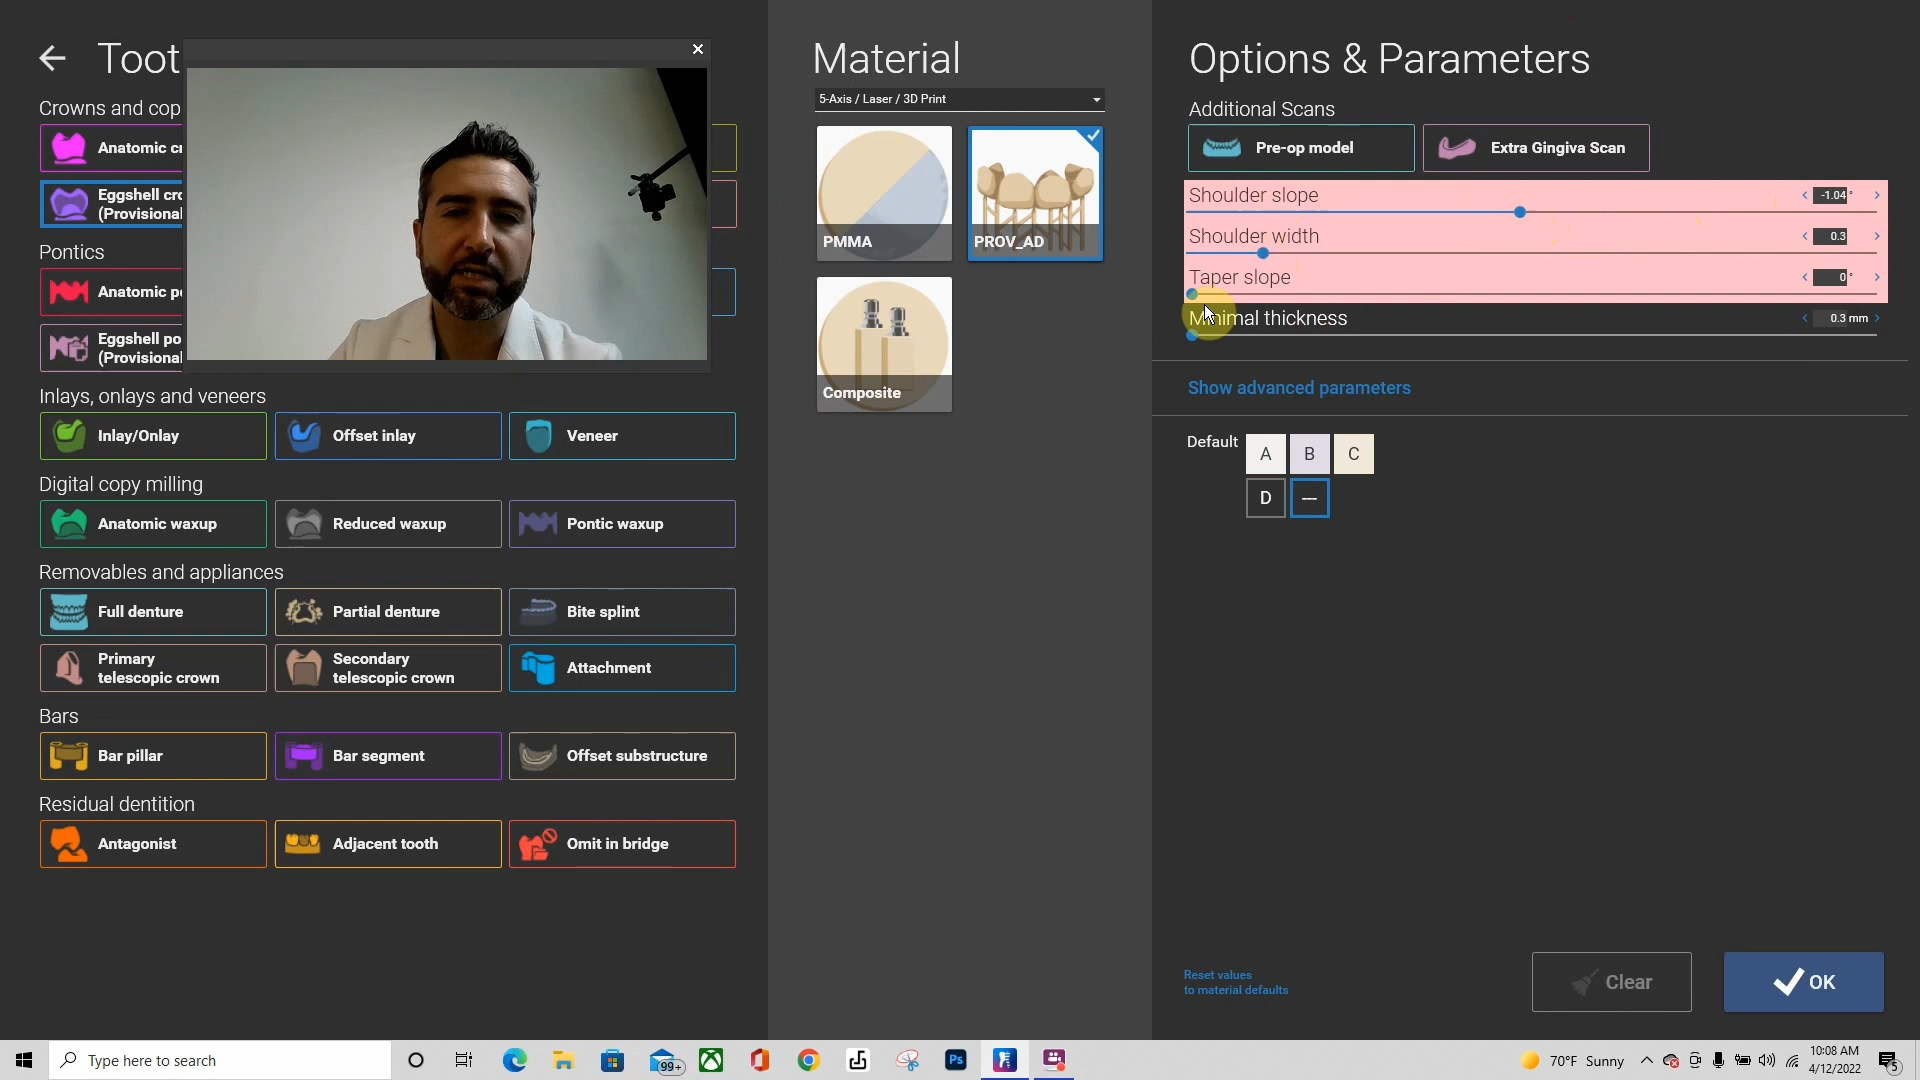 Toot
Crowns and cop
Anatomic cr
Eggshell cro
(Provisional
Pontics
Anatomic p
Eggshell po
(Provisional
Inlays, onlays and veneers
Inlay/Onlay
Offset inlay
Veneer
Digital copy milling
Anatomic waxup
Reduced waxup
Pontic waxup
Removables and appliances
Full denture
Partial denture
Bite splint
Primary
telescopic crown
Secondary
telescopic crown
Attachment
Bars
Bar pillar
Bar segment
Offset substructure
Residual dentition
Antagonist
Adjacent tooth
Omit in bridge
Material
5-Axis / Laser / 3D Print
PMMA
PROV_AD
Composite
Options & Parameters
Additional Scans
Pre-op model
Extra Gingiva Scan
Shoulder slope
-1.04 °
Shoulder width
0.3
Taper slope
0 °
Minimal thickness
0.3 mm
Show advanced parameters
Default
A B C
D ---
Reset values
to material defaults
Clear
OK
Type here to search
99+
Ps
70°F Sunny
10:08 AM
4/12/2022
5